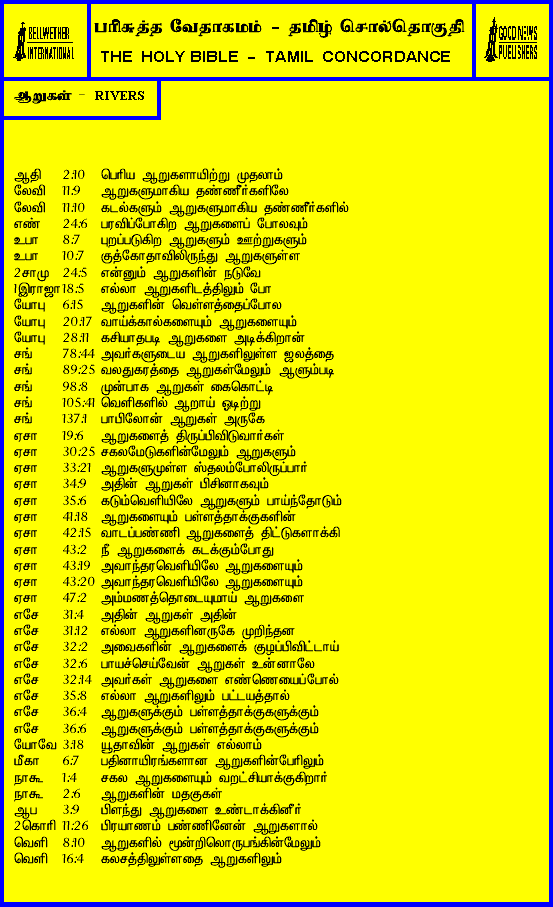 BELLWETHER
INTERNATIONAL
பரிசுத்த வேதாகமம் - தமிழ் சொல்தொகுதி
THE HOLY BIBLE - TAMIL CONCORDANCE
GOOD NEWS
PUBLISHERS
ஆறுகள் - RIVERS
ஆதி 2:10 பெரிய ஆறுகளாயிற்று முதலாம்
லேவி 11:9 ஆறுகளுமாகிய தண்ணீர்களிலே
லேவி 11:10 கடல்களும் ஆறுகளுமாகிய தண்ணீர்களில்
எண் 24:6 பரவிப்போகிற ஆறுகளைப் போலவும்
உபா 8:7 புறப்படுகிற ஆறுகளும் ஊற்றுகளும்
உபா 10:7 குத்கோதாவிலிருந்து ஆறுகளுள்ள
2சாமு 24:5 என்னும் ஆறுகளின் நடுவே
1இராஜா 18:5 எல்லா ஆறுகளிடத்திலும் போ
யோபு 6:15 ஆறுகளின் வெள்ளத்தைப்போல
யோபு 20:17 வாய்க்கால்களையும் ஆறுகளையும்
யோபு 28:11 கசியாதபடி ஆறுகளை அடிக்கிறான்
சங் 78:44 அவர்களுடைய ஆறுகளிலுள்ள ஜலத்தை
சங் 89:25 வலதுகரத்தை ஆறுகள்மேலும் ஆளும்படி
சங் 98:8 முன்பாக ஆறுகள் கைகொட்டி
சங் 105:41 வெளிகளில் ஆறாய் ஓடிற்று
சங் 137:1 பாபிலோன் ஆறுகள் அருகே
ஏசா 19:6 ஆறுகளைத் திருப்பிவிடுவார்கள்
ஏசா 30:25 சகலமேடுகளின்மேலும் ஆறுகளும்
ஏசா 33:21 ஆறுகளுமுள்ள ஸ்தலம்போலிருப்பார்
ஏசா 34:9 அதின் ஆறுகள் பிசினாகவும்
ஏசா 35:6 கடும்வெளியிலே ஆறுகளும் பாய்ந்தோடும்
ஏசா 41:18 ஆறுகளையும் பள்ளத்தாக்குகளின்
ஏசா 42:15 வாடப்பண்ணி ஆறுகளைத் திட்டுகளாக்கி
ஏசா 43:2 நீ ஆறுகளைக் கடக்கும்போது
ஏசா 43:19 அவாந்தரவெளியிலே ஆறுகளையும்
ஏசா 43:20 அவாந்தரவெளியிலே ஆறுகளையும்
ஏசா 47:2 அம்மணத்தொடையுமாய் ஆறுகளை
எசே 31:4 அதின் ஆறுகள் அதின்
எசே 31:12 எல்லா ஆறுகளினருகே முறிந்தன
எசே 32:2 அவைகளின் ஆறுகளைக் குழப்பிவிட்டாய்
எசே 32:6 பாயச்செய்வேன் ஆறுகள் உன்னாலே
எசே 32:14 அவர்கள் ஆறுகளை எண்ணெயைப்போல்
எசே 35:8 எல்லா ஆறுகளிலும் பட்டயத்தால்
எசே 36:4 ஆறுகளுக்கும் பள்ளத்தாக்குகளுக்கும்
எசே 36:6 ஆறுகளுக்கும் பள்ளத்தாக்குகளுக்கும்
யோவே 3:18 யூதாவின் ஆறுகள் எல்லாம்
மீகா 6:7 பதினாயிரங்களான ஆறுகளின்பேரிலும்
நாகூ 1:4 சகல ஆறுகளையும் வறட்சியாக்குகிறார்
நாகூ 2:6 ஆறுகளின் மதகுகள்
ஆப 3:9 பிளந்து ஆறுகளை உண்டாக்கினீர்
2கொரி 11:26 பிரயாணம் பண்ணினேன் ஆறுகளால்
வெளி 8:10 ஆறுகளில் மூன்றிலொருபங்கின்மேலும்
வெளி 16:4 கலசத்திலுள்ளதை ஆறுகளிலும்